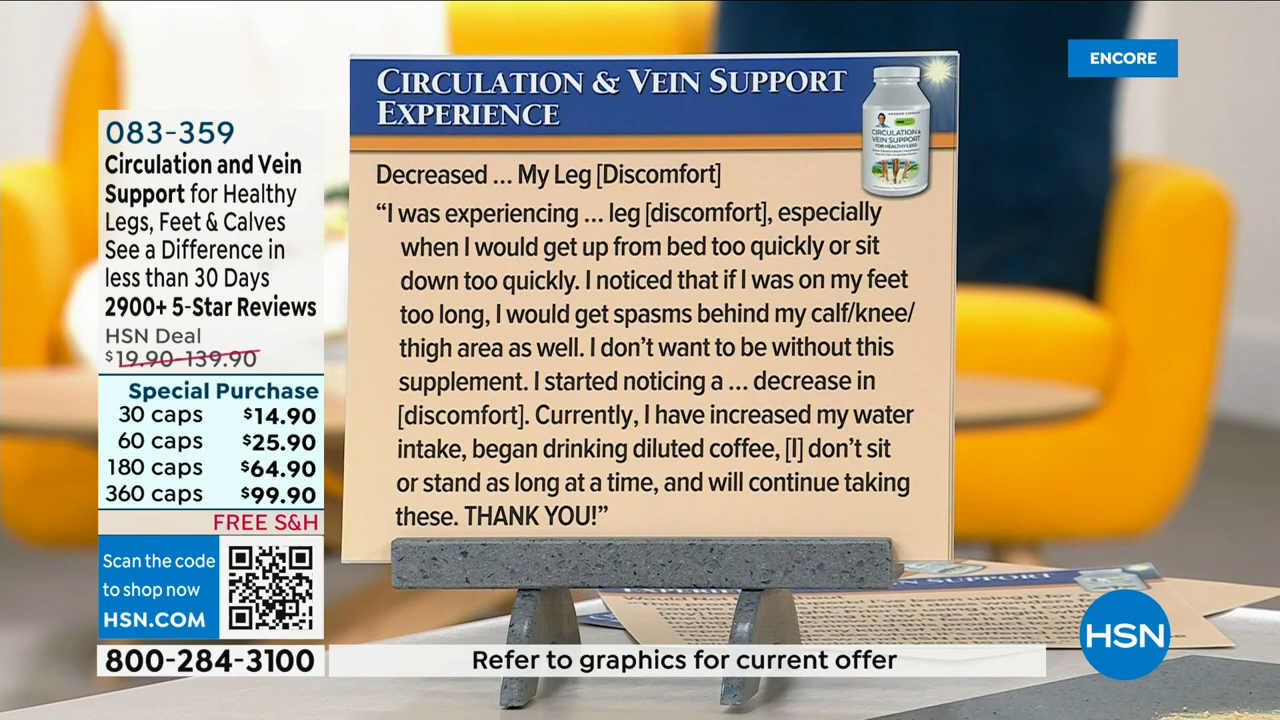 ENCORE
083-359
Circulation and Vein
Support for Healthy
Legs, Feet & Calves
See a Difference in
less than 30 Days
2900+ 5-Star Reviews
HSN Deal
$19.90-139.90
Special Purchase
30 caps $14.90
60 caps $25.90
180 caps $64.90
360 caps $99.90
FREE S&H
Scan the code
to shop now
HSN.COM
800-284-3100
CIRCULATION & VEIN SUPPORT
EXPERIENCE
CIRCULATION &
VEIN SUPPORT
FOR HEALTHY LEGS
Decreased ... My Leg [Discomfort]
“I was experiencing ... leg [discomfort], especially
when I would get up from bed too quickly or sit
down too quickly. I noticed that if I was on my feet
too long, I would get spasms behind my calf/knee/
thigh area as well. I don’t want to be without this
supplement. I started noticing a ... decrease in
[discomfort]. Currently, I have increased my water
intake, began drinking diluted coffee, [I] don’t sit
or stand as long at a time, and will continue taking
these. THANK YOU!”
SUPPORT
HSN
Refer to graphics for current offer